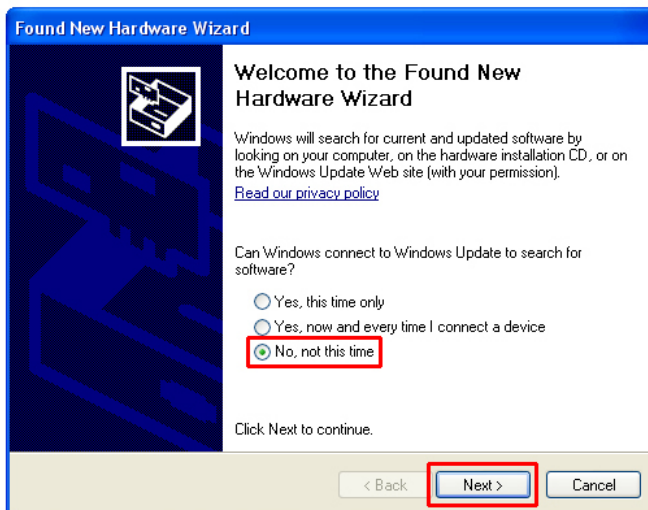 Found New Hardware Wizard
Welcome to the Found New
Hardware Wizard
Windows will search for current and updated software by
looking on your computer, on the hardware installation CD, or on
the Windows Update Web site (with your permission).
Read our privacy policy
Can Windows connect to Windows Update to search for
software?
Yes, this time only
Yes, now and every time I connect a device
No, not this time
Click Next to continue.
< Back
Next >
Cancel